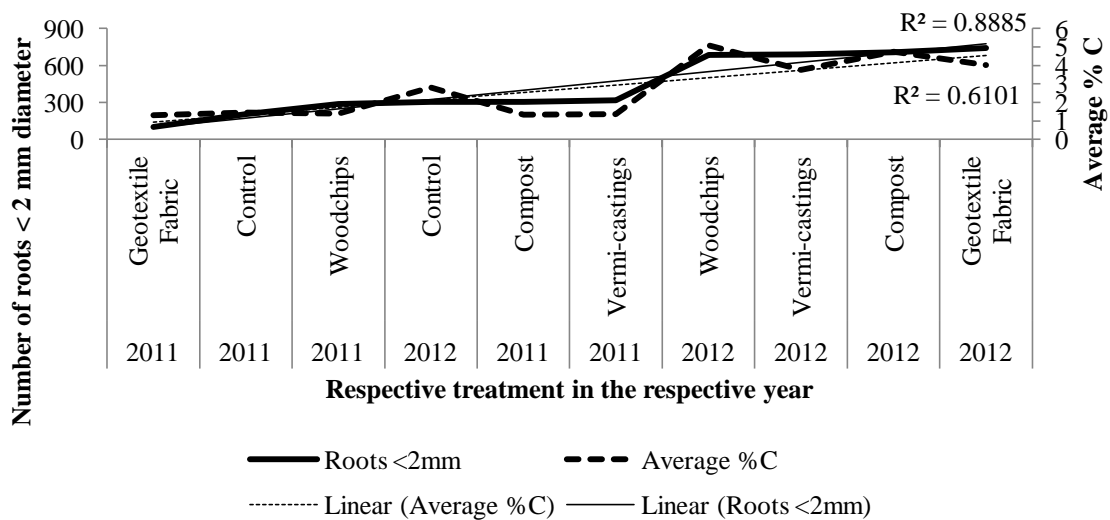 R² = 0.8885
R² = 0.6101
900
600
300
0
6
5
4
3
2
1
0
Number of roots < 2 mm diameter
Average % C
Geotextile
Fabric
Control
Woodchips
Control
Compost
Vermi-castings
Woodchips
Vermi-castings
Compost
Geotextile
Fabric
2011
2011
2011
2012
2011
2011
2012
2012
2012
2012
Respective treatment in the respective year
Roots <2mm
Average %C
Linear (Average %C)
Linear (Roots <2mm)